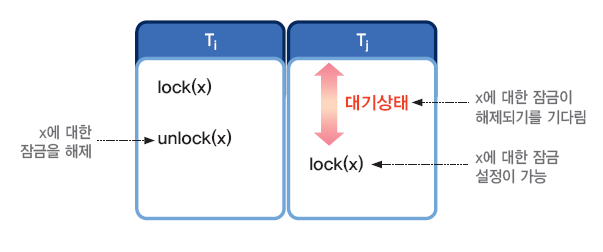 Ti
Tj
lock(x)
대기상태
x에 대한 잠금이
해제되기를 기다림
x에 대한
잠금을 해제
unlock(x)
lock(x)
x에 대한 잠금
설정이 가능